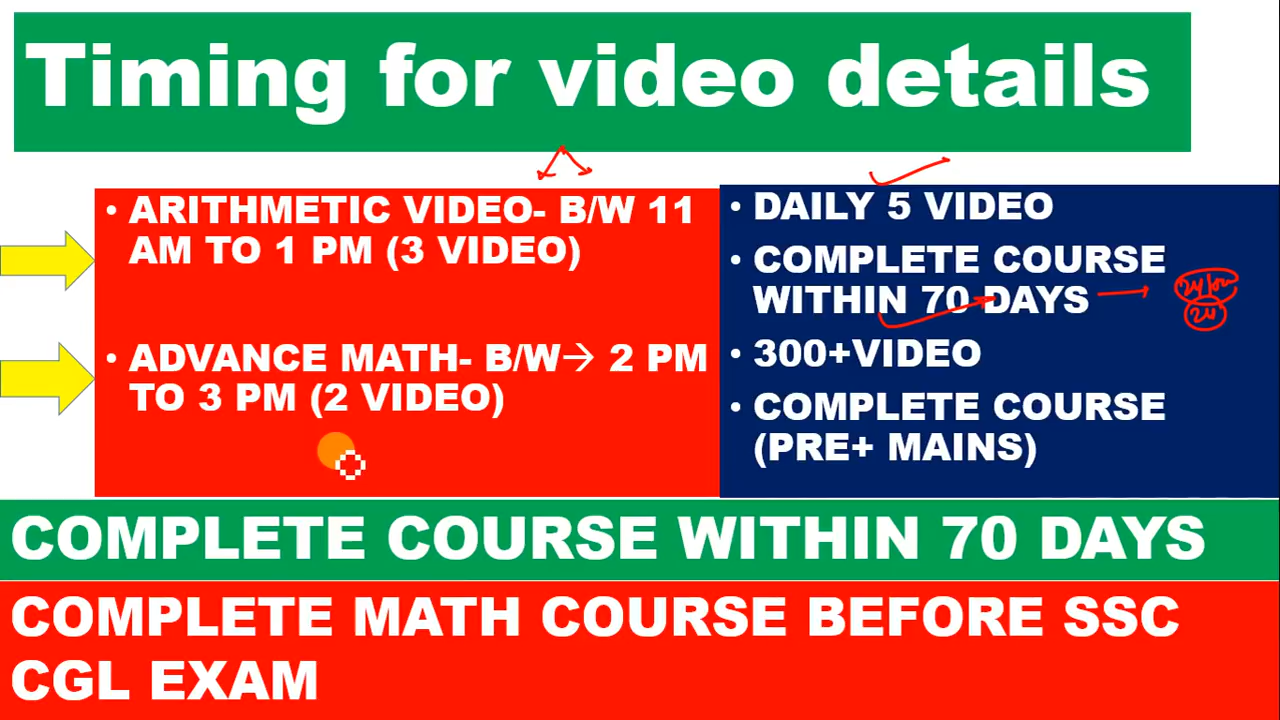 Timing for video details
• ARITHMETIC VIDEO- B/W 11
AM TO 1 PM (3 VIDEO)
• ADVANCE MATH- B/W→ 2 PM
TO 3 PM (2 VIDEO)
• DAILY 5 VIDEO
• COMPLETE COURSE
WITHIN 70 DAYS
• 300+VIDEO
• COMPLETE COURSE
(PRE+ MAINS)
COMPLETE COURSE WITHIN 70 DAYS
COMPLETE MATH COURSE BEFORE SSC
CGL EXAM